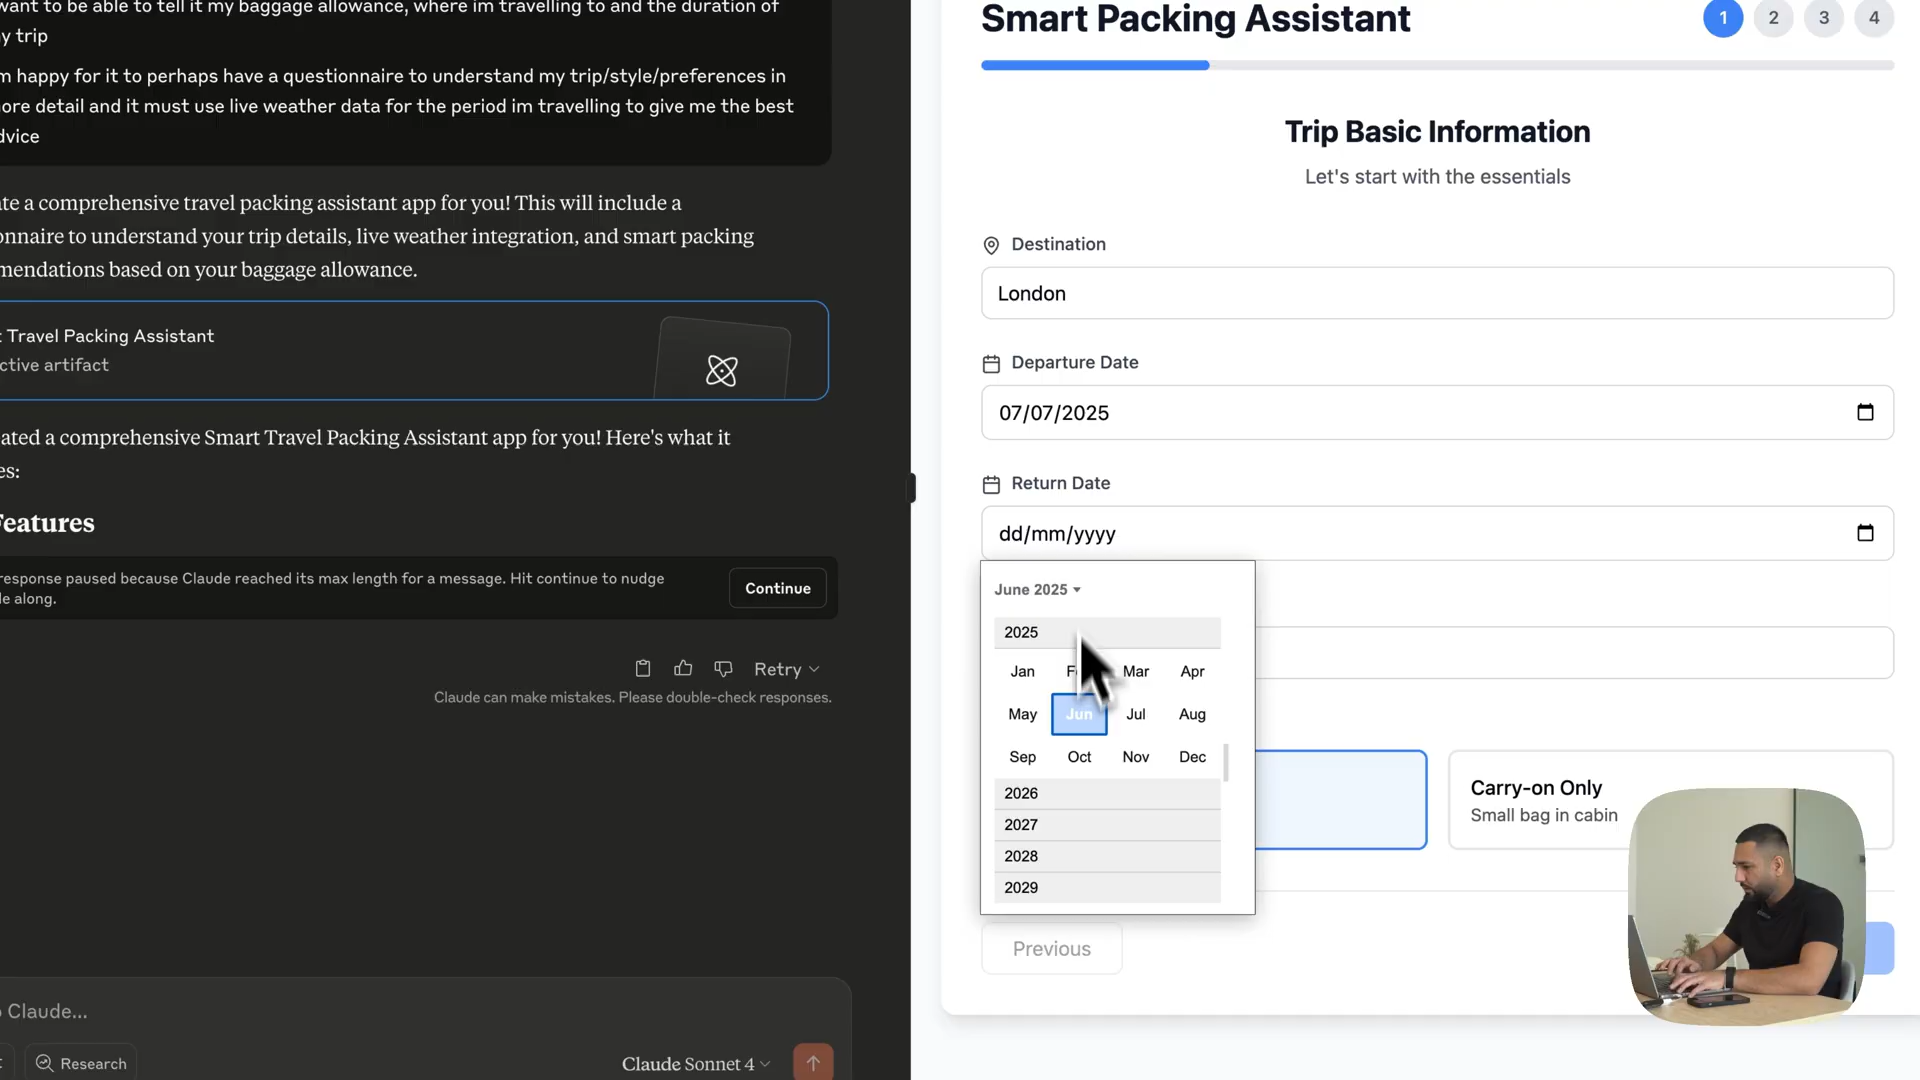 want to be able to tell it my baggage allowance, where im travelling to and the duration of
y trip
m happy for it to perhaps have a questionnaire to understand my trip/style/preferences in
ore detail and it must use live weather data for the period im travelling to give me the best
dvice
ate a comprehensive travel packing assistant app for you! This will include a
onnaire to understand your trip details, live weather integration, and smart packing
mendations based on your baggage allowance.
t Travel Packing Assistant
ctive artifact
ated a comprehensive Smart Travel Packing Assistant app for you! Here's what it
es:
Features
response paused because Claude reached its max length for a message. Hit continue to nudge
le along.
Continue
Retry
Claude can make mistakes. Please double-check responses.
o Claude...
Research
Claude Sonnet 4
Smart Packing Assistant
1 2 3 4
Trip Basic Information
Let's start with the essentials
Destination
London
Departure Date
07/07/2025
Return Date
dd/mm/yyyy
June 2025
2025
Jan Mar Apr
May Jun Jul Aug
Sep Oct Nov Dec
2026
2027
2028
2029
Carry-on Only
Small bag in cabin
Previous